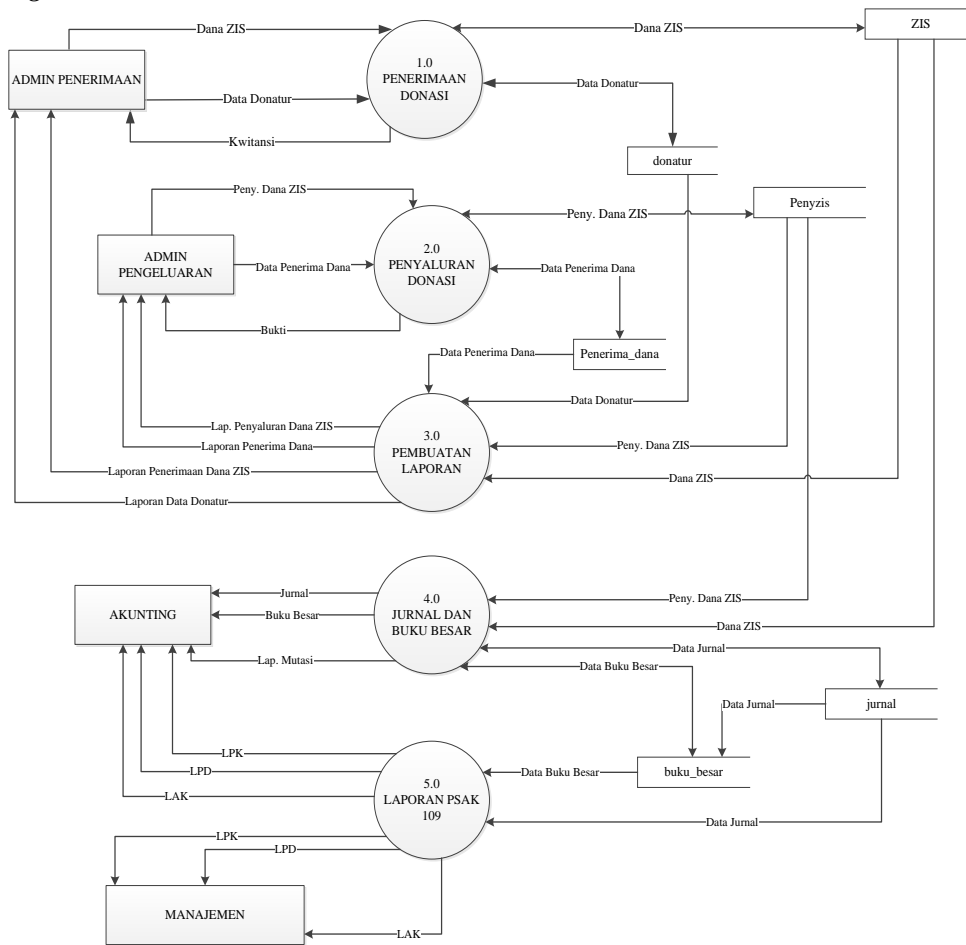 Dana ZIS
Dana ZIS
ZIS
ADMIN PENERIMAAN
1.0
PENERIMAAN
DONASI
Data Donatur
Data Donatur
Kwitansi
donatur
Peny. Dana ZIS
Peny. Dana ZIS
Penyzis
ADMIN
PENGELUARAN
2.0
PENYALURAN
DONASI
Data Penerima Dana
Data Penerima Dana
Bukti
Data Penerima Dana
Penerima_dana
Data Donatur
3.0
PEMBUATAN
LAPORAN
Lap. Penyaluran Dana ZIS
Laporan Penerima Dana
Peny. Dana ZIS
Laporan Penerimaan Dana ZIS
Dana ZIS
Laporan Data Donatur
AKUNTING
Jurnal
Buku Besar
Lap. Mutasi
4.0
JURNAL DAN
BUKU BESAR
Peny. Dana ZIS
Dana ZIS
Data Jurnal
Data Buku Besar
Data Jurnal
jurnal
LPK
LPD
LAK
5.0
LAPORAN PSAK
109
Data Buku Besar
buku_besar
Data Jurnal
LPK
LPD
MANAJEMEN
LAK